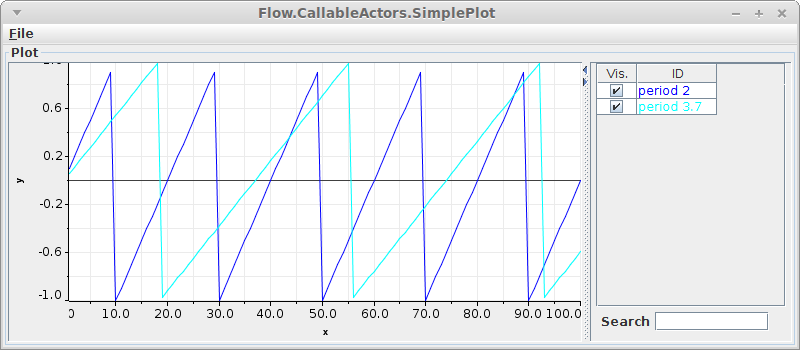 Flow.CallableActors.SimplePlot
File
Plot
0.6
0.2
-0.2
-0.6
-1.0
y
0 10.0 20.0 30.0 40.0 50.0 60.0 70.0 80.0 90.0 100.0
x
Vis. ID
period 2
period 3.7
Search